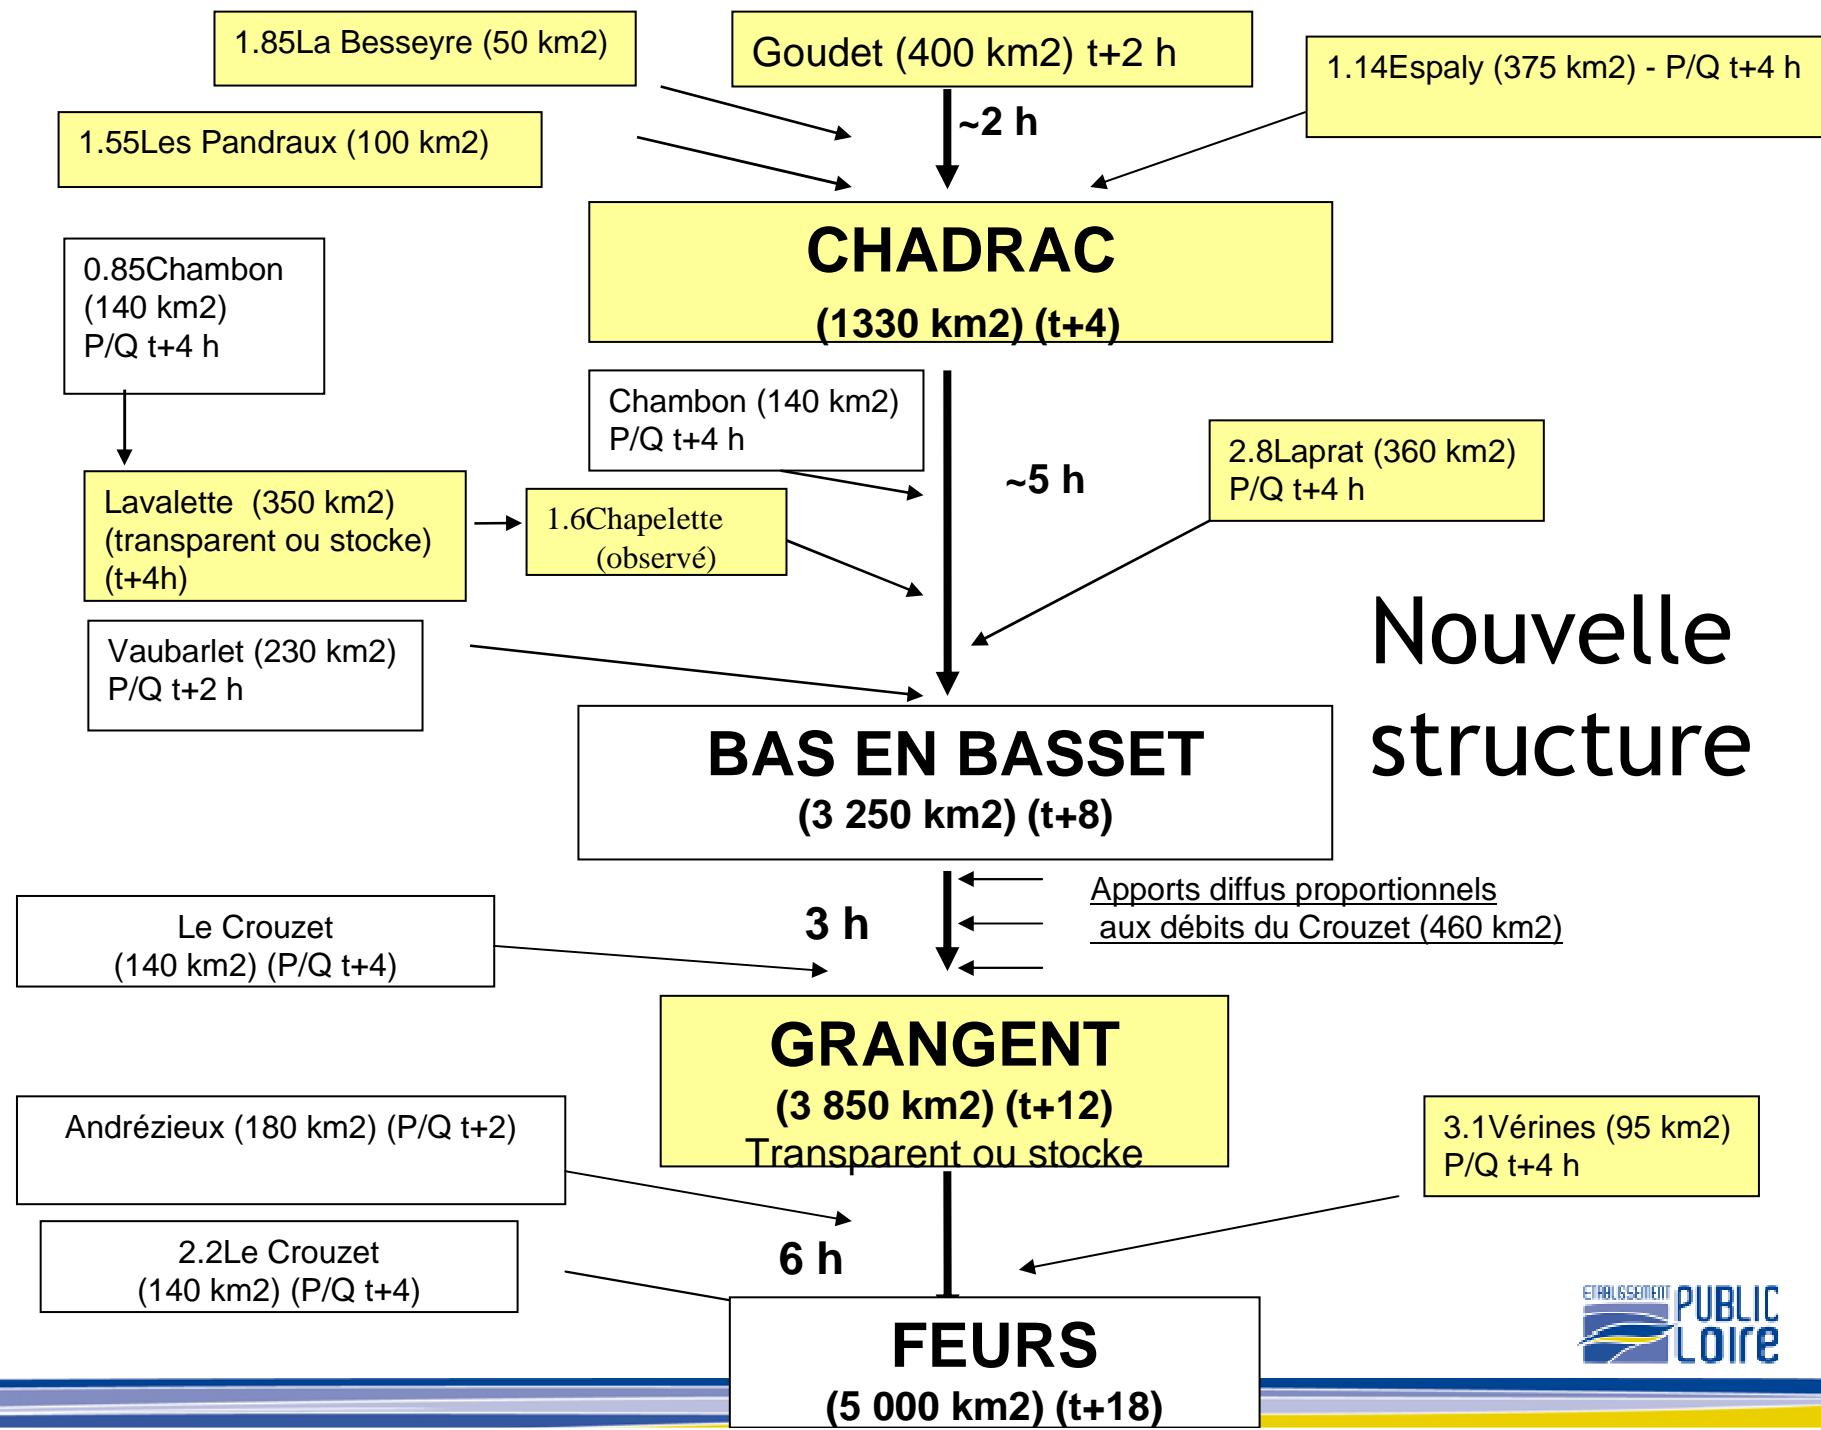 1.85La Besseyre (50 km2)
Goudet (400 km2) t+2 h
1.14Espaly (375 km2) - P/Q t+4 h
~2 h
1.55Les Pandraux (100 km2)
CHADRAC
(1330 km2) (t+4)
0.85Chambon
(140 km2)
P/Q t+4 h
Chambon (140 km2)
P/Q t+4 h
~5 h
2.8Laprat (360 km2)
P/Q t+4 h
Lavalette  (350 km2)
(transparent ou stocke)
(t+4h)
1.6Chapelette
(observé)
Nouvelle
structure
Vaubarlet (230 km2)
P/Q t+2 h
BAS EN BASSET
(3 250 km2) (t+8)
3 h
Apports diffus proportionnels
aux débits du Crouzet (460 km2)
Le Crouzet
(140 km2) (P/Q t+4)
GRANGENT
(3 850 km2) (t+12)
Transparent ou stocke
Andrézieux (180 km2) (P/Q t+2)
3.1Vérines (95 km2)
P/Q t+4 h
6 h
2.2Le Crouzet
(140 km2) (P/Q t+4)
FEURS
(5 000 km2) (t+18)
ETABLISSEMENT
PUBLIC
LOIRE